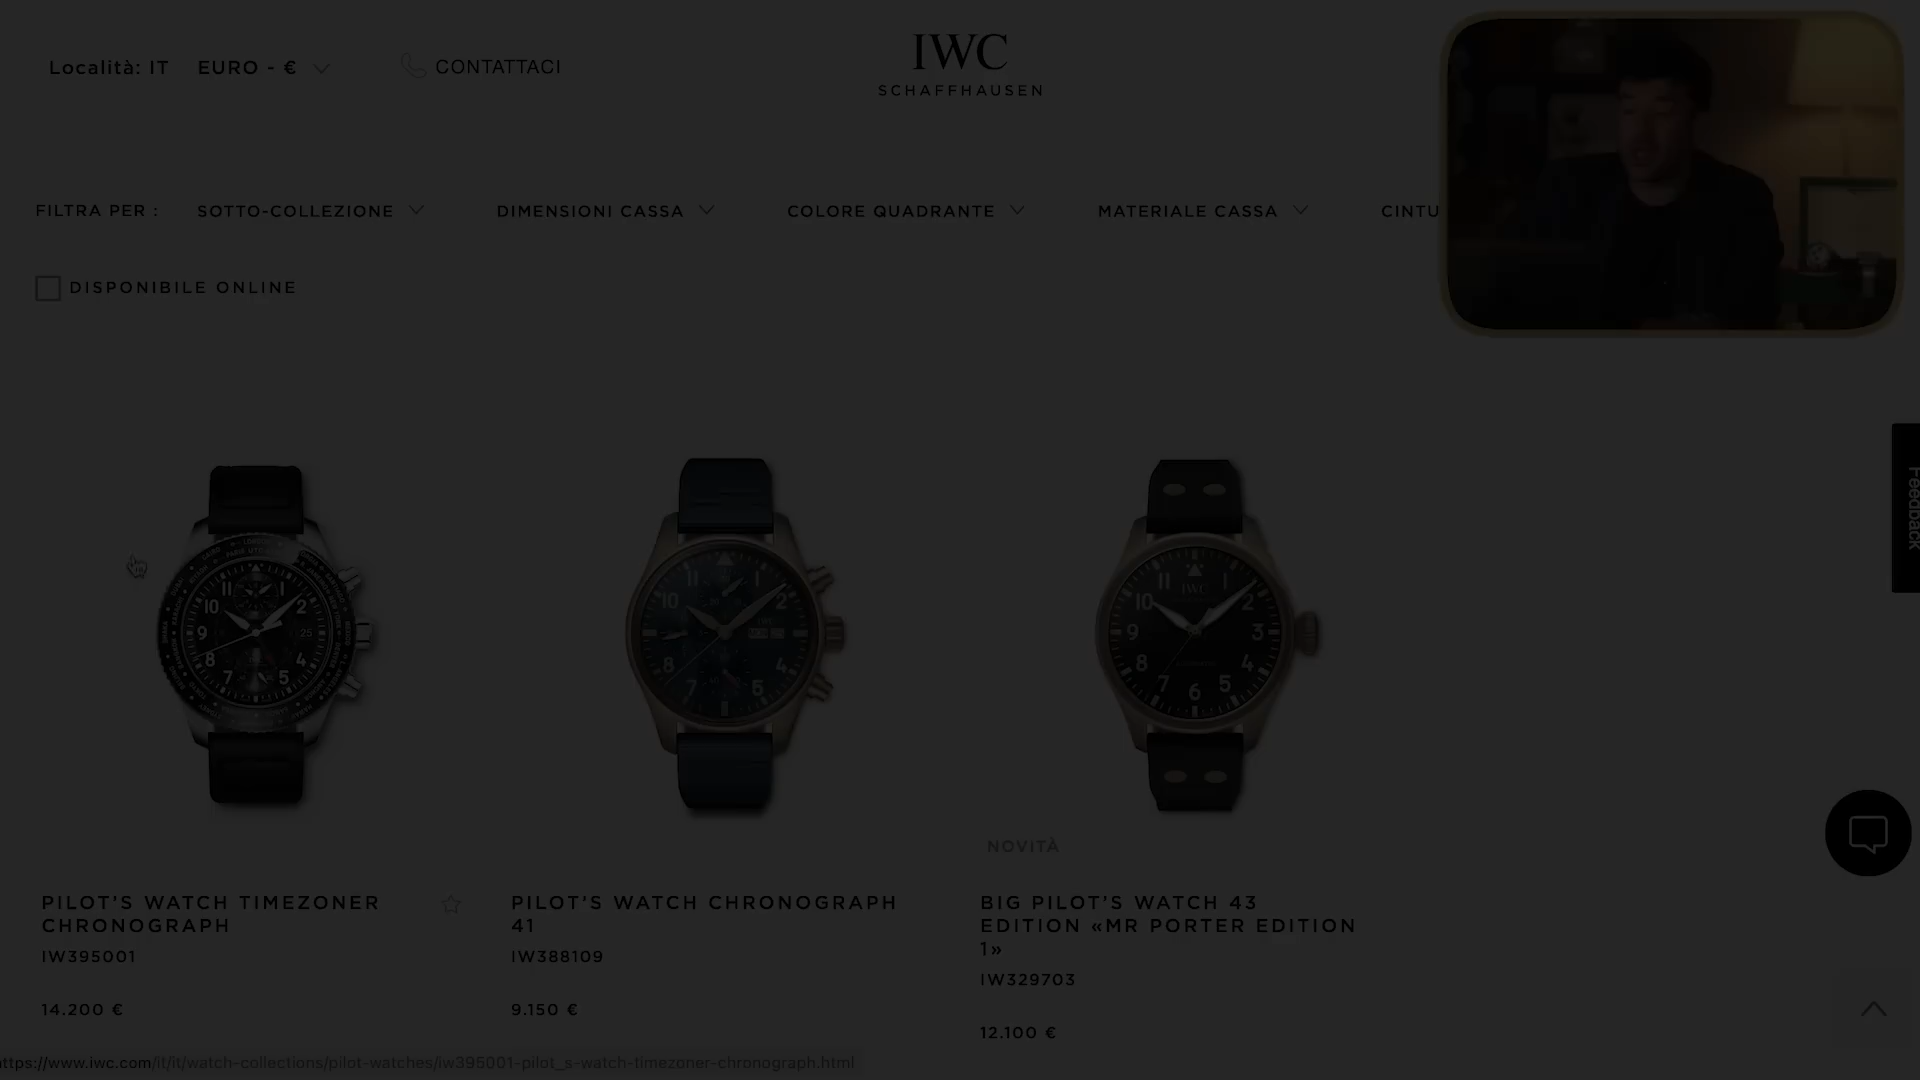 IWC
SCHAFFHAUSEN
Località: IT EURO - € CONTATTACI
FILTRA PER : SOTTO-COLLEZIONE DIMENSIONI CASSA COLORE QUADRANTE MATERIALE CASSA CINTU
DISPONIBILE ONLINE
Feedback
NOVITÀ
PILOT'S WATCH TIMEZONER
CHRONOGRAPH
IW395001
14.200 €
PILOT'S WATCH CHRONOGRAPH
41
IW388109
9.150 €
BIG PILOT'S WATCH 43
EDITION «MR PORTER EDITION
1»
IW329703
12.100 €
ttps://www.iwc.com/it/it/watch-collections/pilot-watches/iw395001-pilot_s-watch-timezoner-chronograph.html